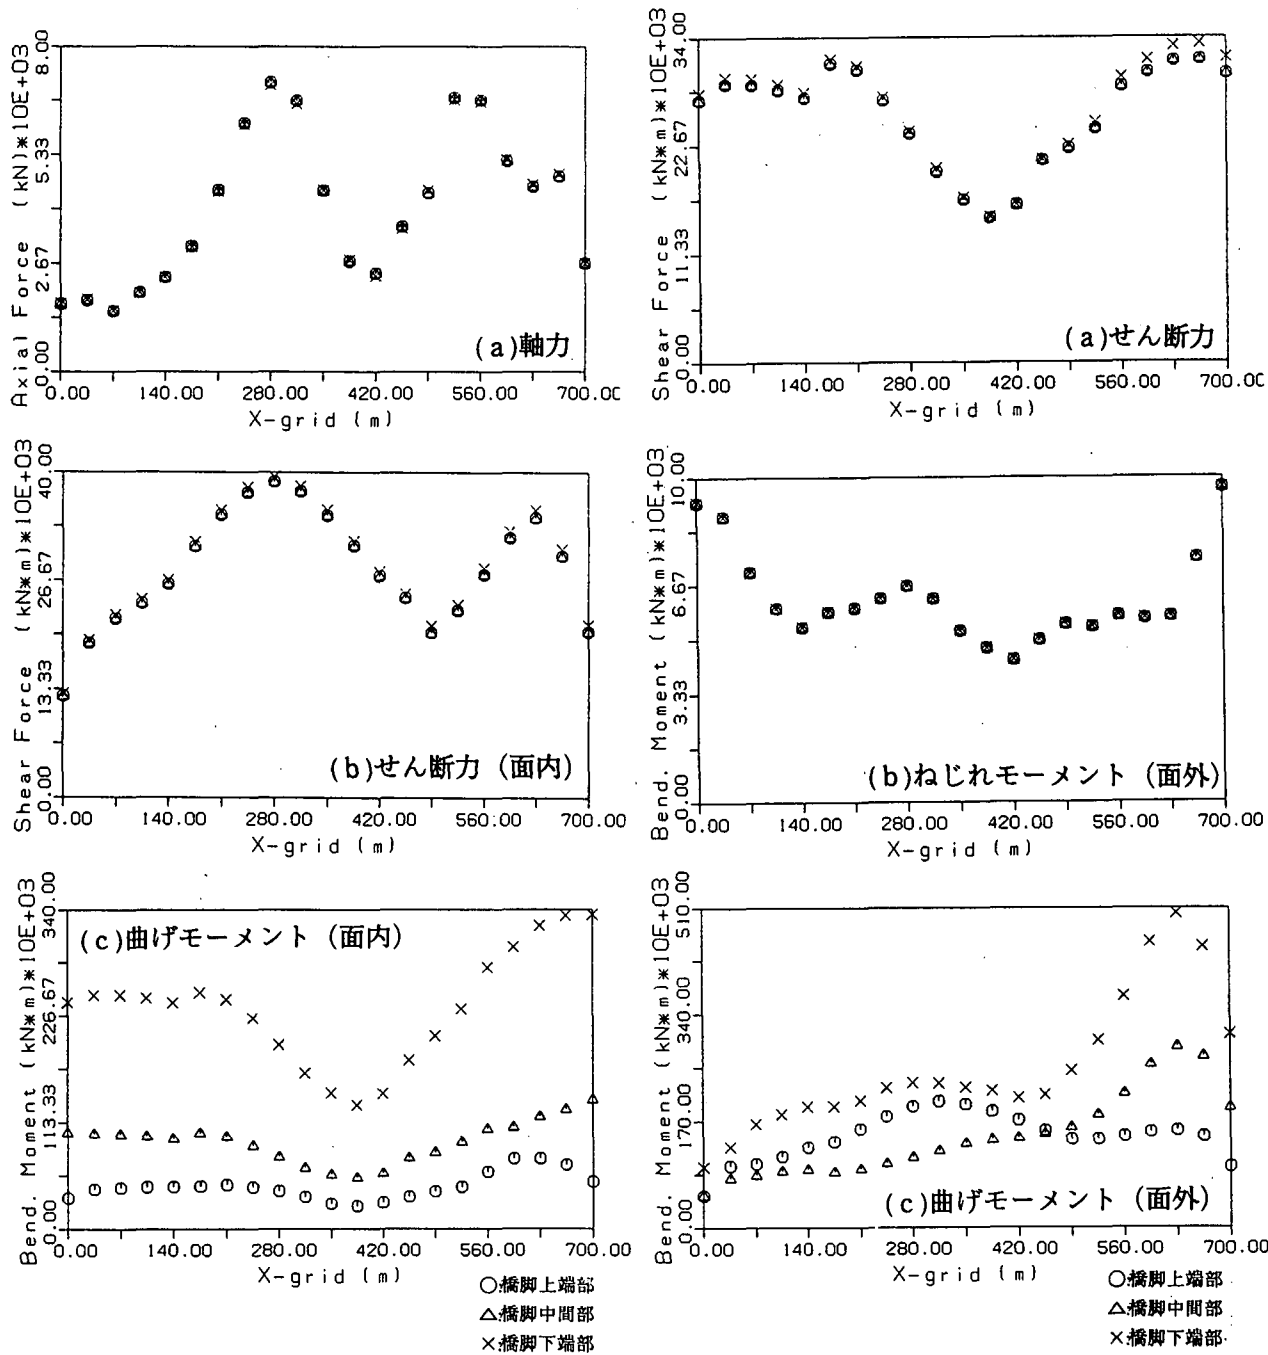 Axial Force (kN)*10E+03
8.00
5.33
2.67
0.00
(a)軸力
0.00 140.00 280.00 420.00 560.00 700.00
X-grid (m)
Shear Force (kN*m)*10E+03
40.00
26.67
13.33
0.00
(b)せん断力 (面内)
0.00 140.00 280.00 420.00 560.00 700.00
X-grid (m)
Bend. Moment (kN*m)*10E+03
340.00
226.67
113.33
0.00
(c)曲げモーメント (面内)
0.00 140.00 280.00 420.00 560.00 700.00
X-grid (m)
○:橋脚上端部
△:橋脚中間部
×:橋脚下端部
Shear Force (kN*m)*10E+03
34.00
22.67
11.33
0.00
(a)せん断力
0.00 140.00 280.00 420.00 560.00 700.00
X-grid (m)
Bend. Moment (kN*m)*10E+03
10.00
6.67
3.33
0.00
(b)ねじれモーメント (面外)
0.00 140.00 280.00 420.00 560.00 700.00
X-grid (m)
Bend. Moment (kN*m)*10E+03
510.00
340.00
170.00
0.00
(c)曲げモーメント (面外)
0.00 140.00 280.00 420.00 560.00 700.00
X-grid (m)
○:橋脚上端部
△:橋脚中間部
×:橋脚下端部